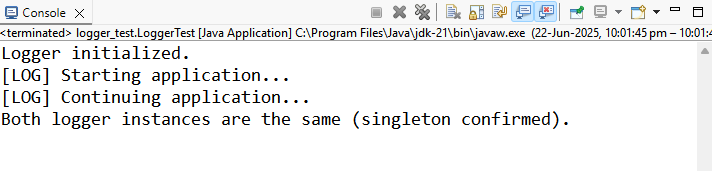 Console
<terminated> logger_test.LoggerTest [Java Application] C:\Program Files\Java\jdk-21\bin\javaw.exe (22-Jun-2025, 10:01:45 pm – 10:01:4
Logger initialized.
[LOG] Starting application...
[LOG] Continuing application...
Both logger instances are the same (singleton confirmed).